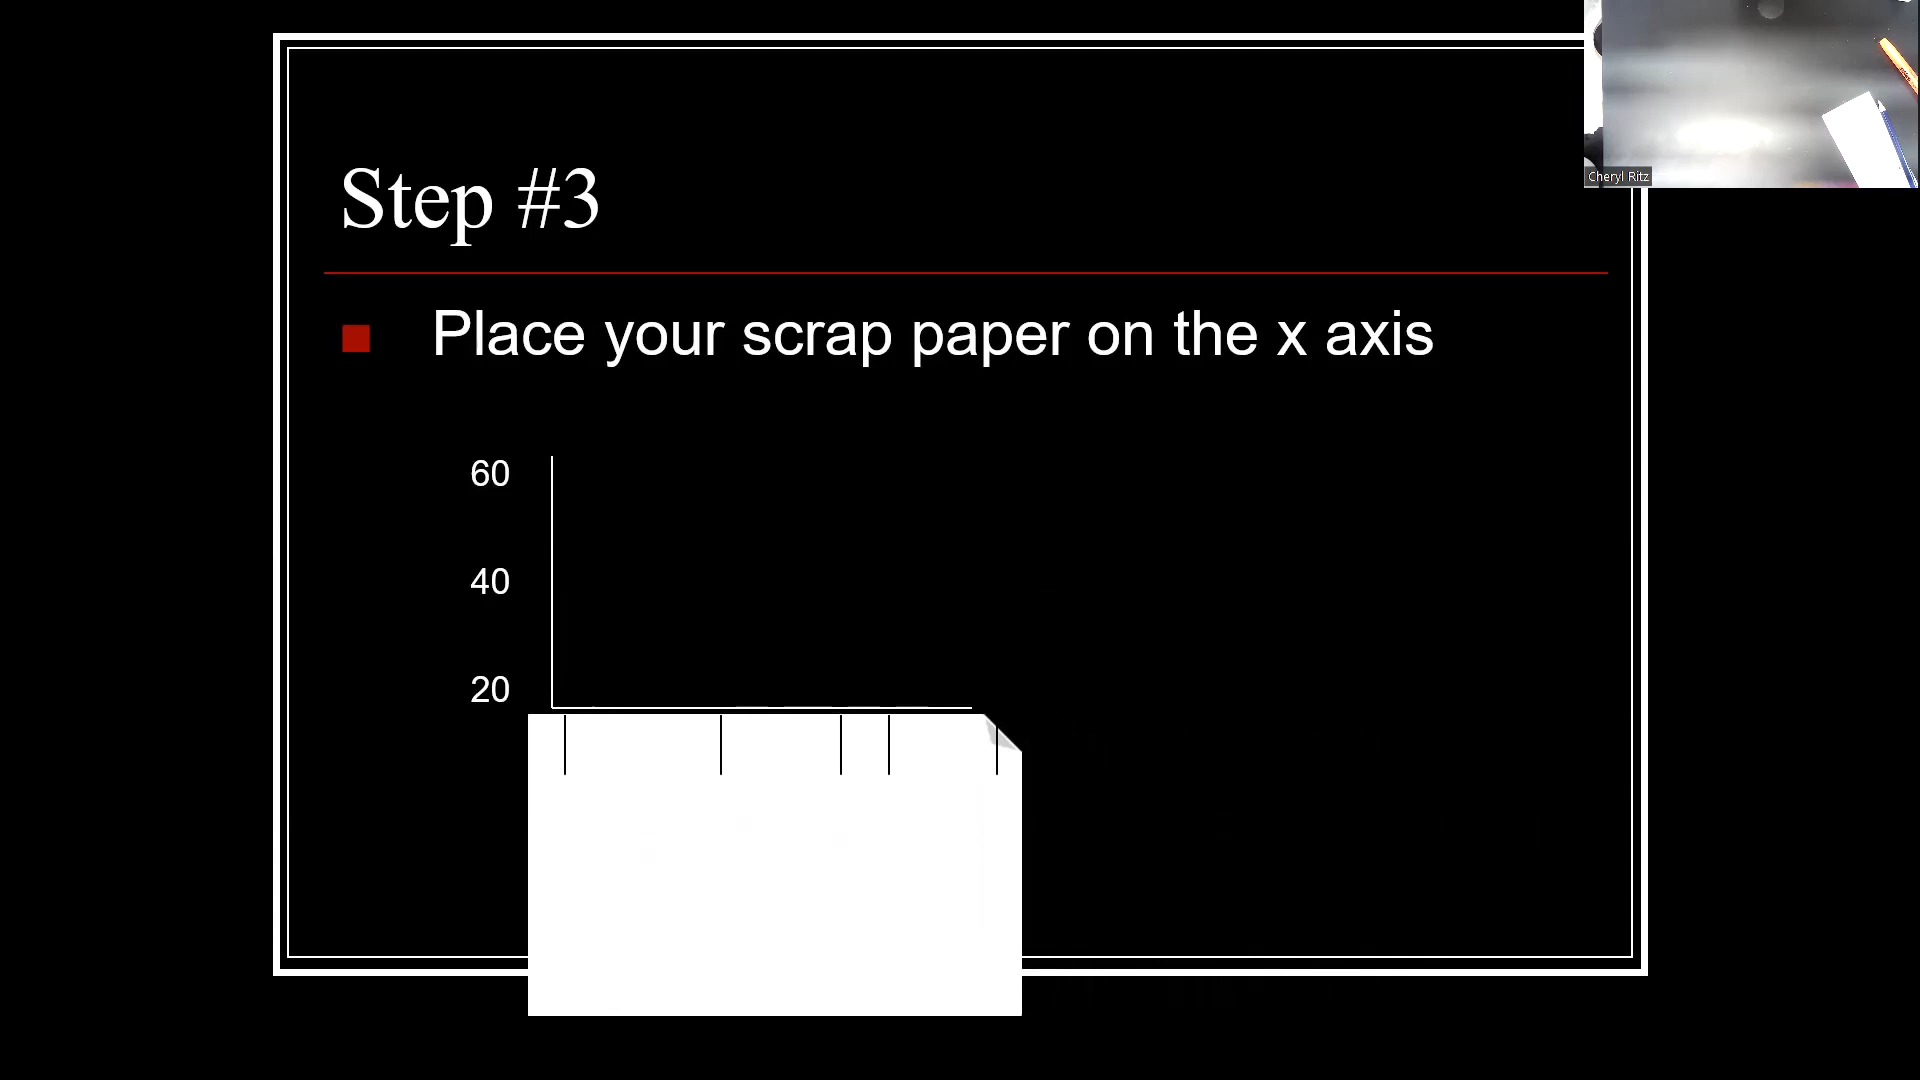 Step #3
Place your scrap paper on the x axis
60
40
20
Cheryl Ritz